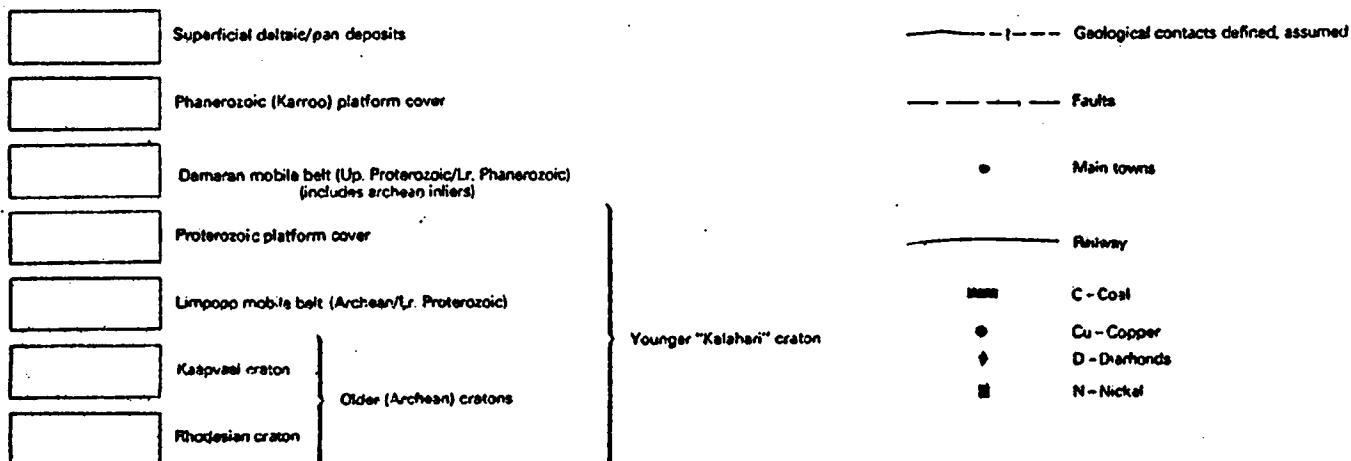 Superficial deltaic/pan deposits
Phanerozoic (Karroo) platform cover
Damaran mobile belt (Up. Proterozoic/Lr. Phanerozoic)
(includes archean inliers)
Proterozoic platform cover
Limpopo mobile belt (Archean/Lr. Proterozoic)
Kaapvaal craton
Rhodesian craton
Older (Archean) cratons
Younger "Kalahari" craton
Geological contacts defined, assumed
Faults
Main towns
Railway
C - Coal
Cu - Copper
D - Diamonds
N - Nickel